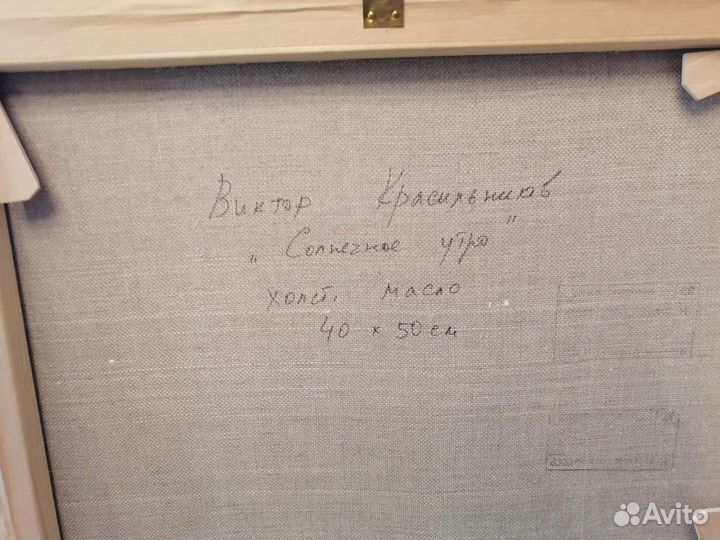 Виктор Красильников
„Солнечное утро"
холст, масло
40 x 50 см
Avito